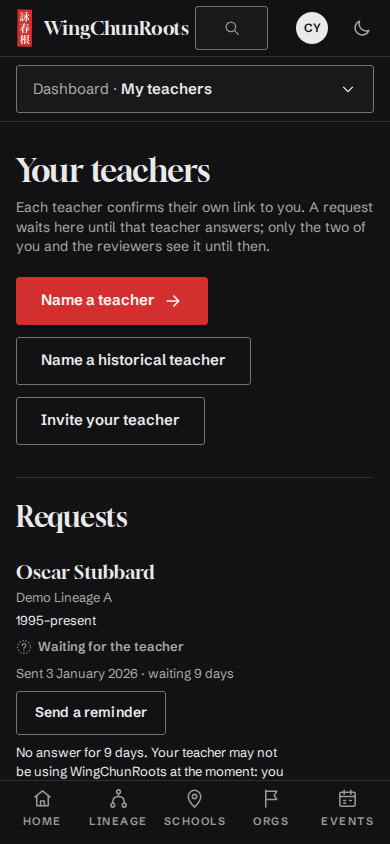 詠春根
WingChunRoots
CY
Dashboard · My teachers
Your teachers
Each teacher confirms their own link to you. A request
waits here until that teacher answers; only the two of
you and the reviewers see it until then.
Name a teacher →
Name a historical teacher
Invite your teacher
Requests
Oscar Stubbard
Demo Lineage A
1995–present
Waiting for the teacher
Sent 3 January 2026 · waiting 9 days
Send a reminder
No answer for 9 days. Your teacher may not
be using WingChunRoots at the moment: you
HOME
LINEAGE
SCHOOLS
ORGS
EVENTS